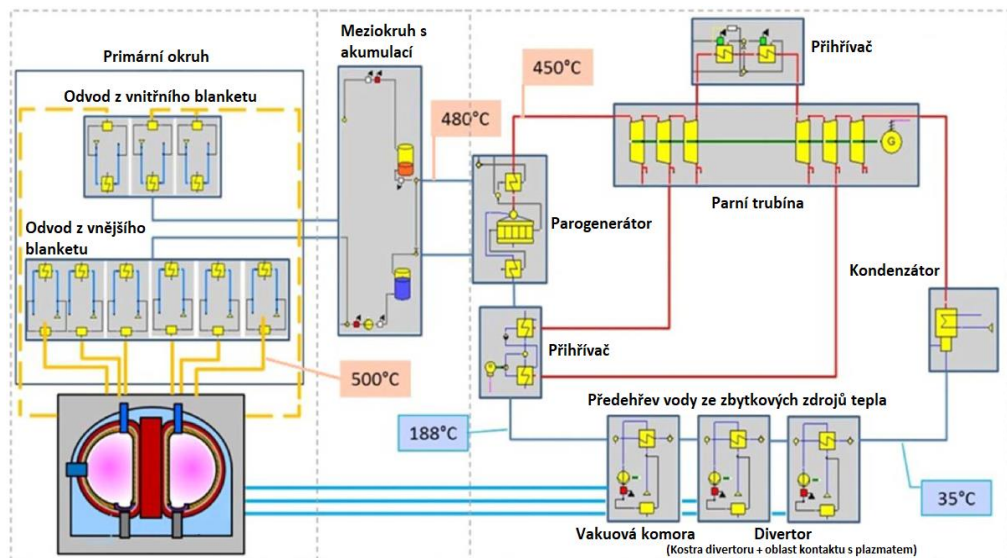 Primární okruh
Odvod z vnitřního blanketu
Odvod z vnějšího
blanketu
500°C
Meziokruh s
akumulací
480°C
450°C
Přihřívač
G
Parní trubína
Parogenerátor
Kondenzátor
Přihřívač
188°C
Předehřev vody ze zbytkových zdrojů tepla
35°C
Vakuová komora
Divertor
(Kostra divertoru + oblast kontaktu s plazmatem)